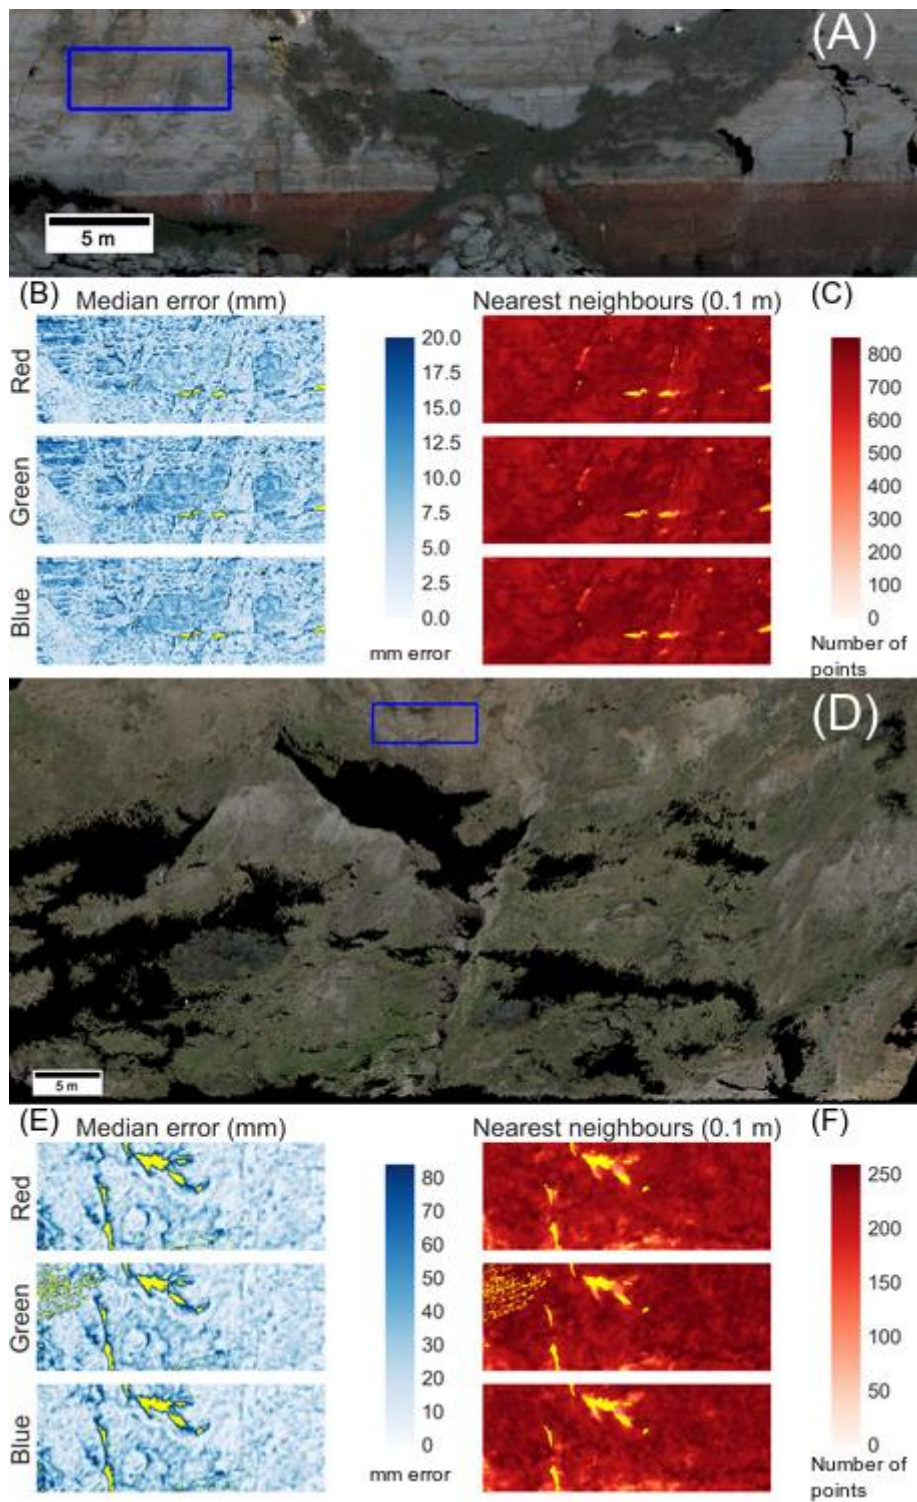 (A)
5 m
(B) Median error (mm) Nearest neighbours (0.1 m) (C)
Red
Green
Blue
20.0
17.5
15.0
12.5
10.0
7.5
5.0
2.5
0.0
mm error
800
700
600
500
400
300
200
100
0
Number of
points
(D)
5 m
(E) Median error (mm) Nearest neighbours (0.1 m) (F)
Red
Green
Blue
80
70
60
50
40
30
20
10
0
mm error
250
200
150
100
50
0
Number of
points